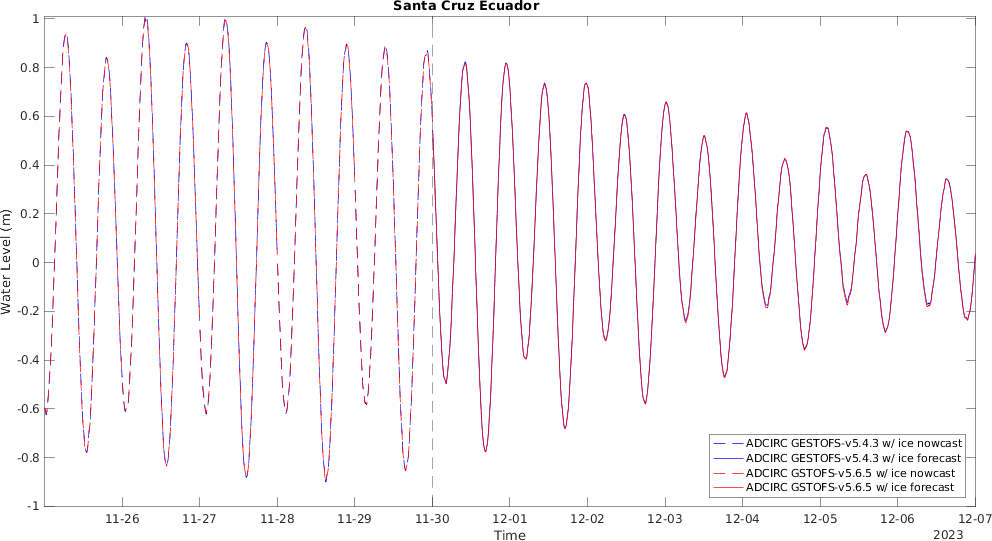 Santa Cruz Ecuador
1
0.8
0.6
0.4
0.2
0
-0.2
-0.4
-0.6
-0.8
-1
Water Level (m)
11-26 11-27 11-28 11-29 11-30 12-01 12-02 12-03 12-04 12-05 12-06 12-07
Time
2023
ADCIRC GESTOFS-v5.4.3 w/ ice nowcast
ADCIRC GESTOFS-v5.4.3 w/ ice forecast
ADCIRC GSTOFS-v5.6.5 w/ ice nowcast
ADCIRC GSTOFS-v5.6.5 w/ ice forecast